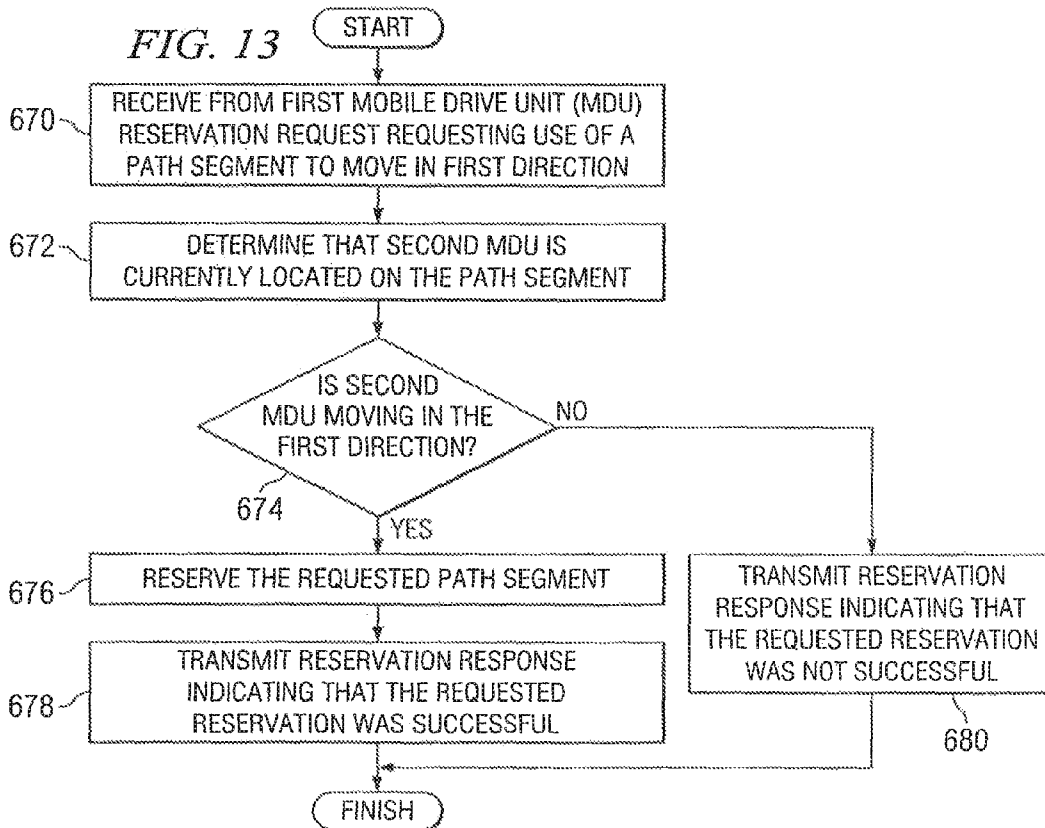 FIG. 13
START
670
RECEIVE FROM FIRST MOBILE DRIVE UNIT (MDU)
RESERVATION REQUEST REQUESTING USE OF A
PATH SEGMENT TO MOVE IN FIRST DIRECTION
672
DETERMINE THAT SECOND MDU IS
CURRENTLY LOCATED ON THE PATH SEGMENT
IS SECOND
MDU MOVING IN THE
FIRST DIRECTION?
NO
674
YES
676
RESERVE THE REQUESTED PATH SEGMENT
678
TRANSMIT RESERVATION RESPONSE
INDICATING THAT THE REQUESTED
RESERVATION WAS SUCCESSFUL
TRANSMIT RESERVATION
RESPONSE INDICATING THAT
THE REQUESTED RESERVATION
WAS NOT SUCCESSFUL
680
FINISH